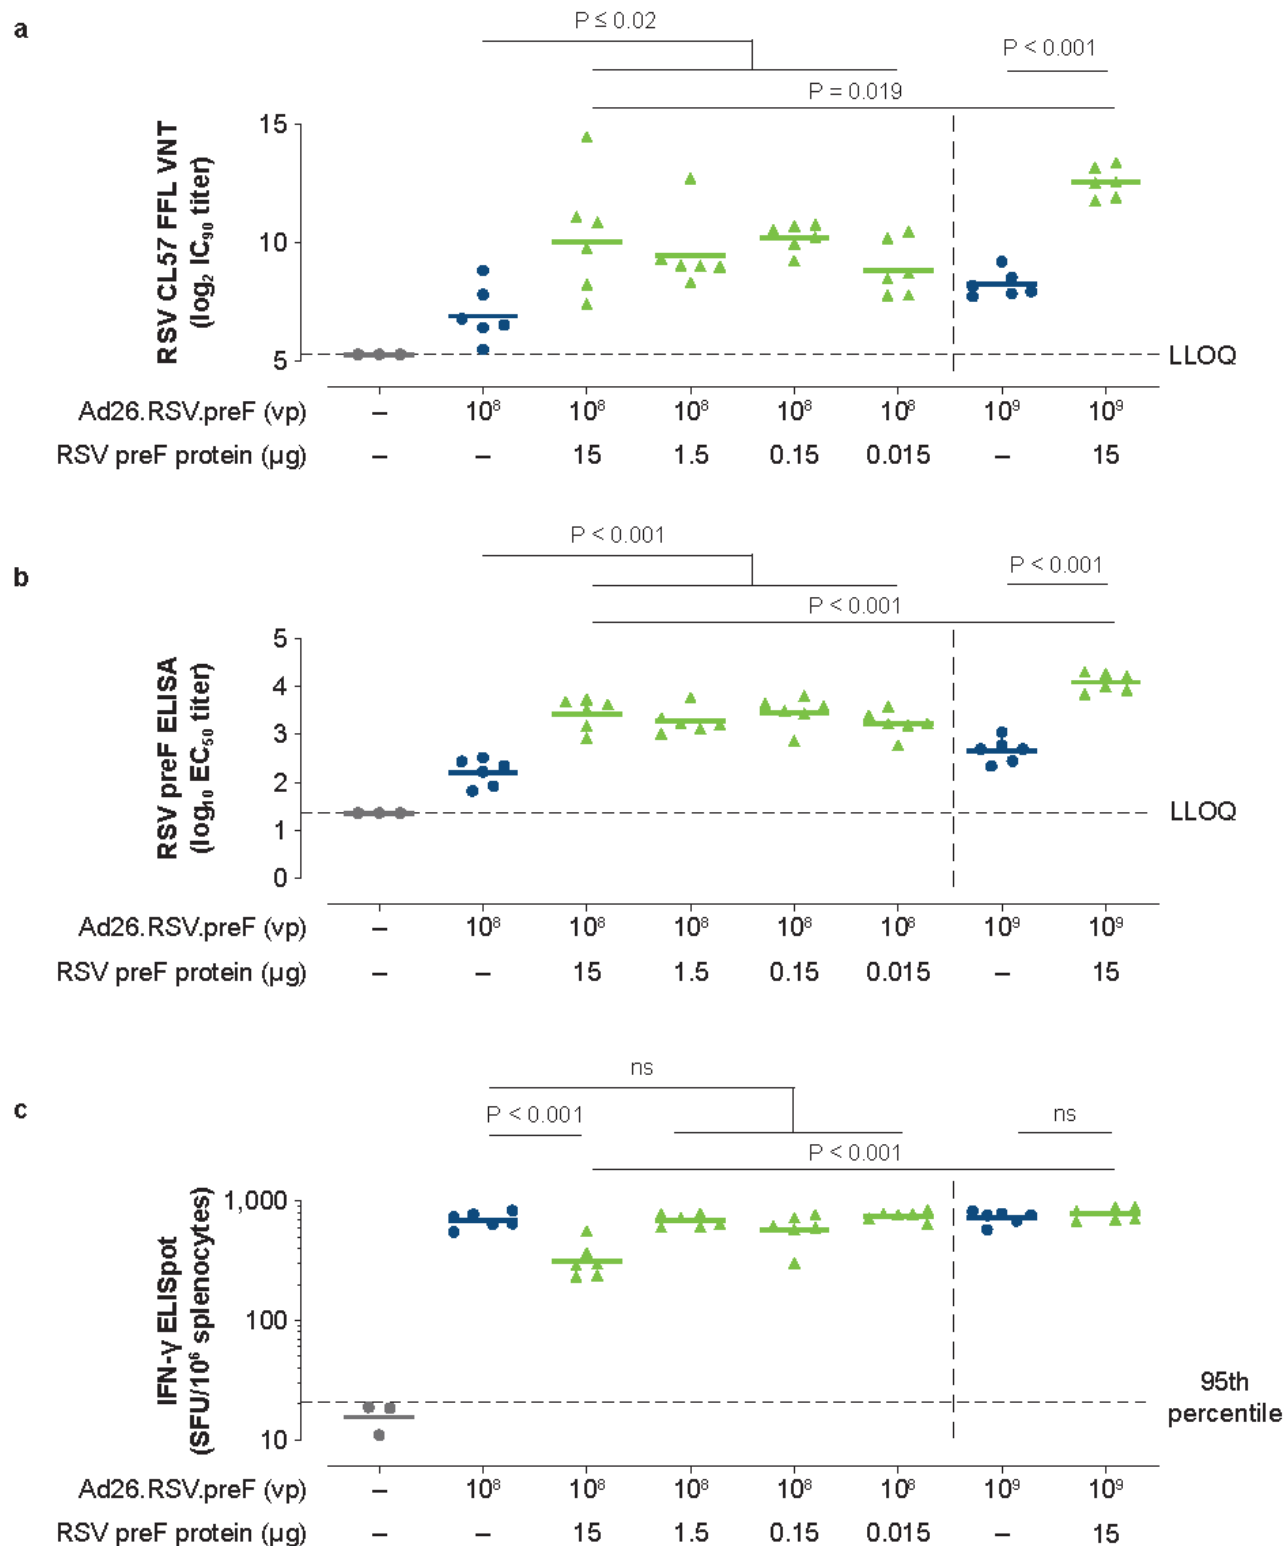 a
P ≤ 0.02
P < 0.001
P = 0.019
RSV CL57 FFL VNT
(log₂ IC₉₀ titer)
15
10
5
LLOQ
Ad26.RSV.preF (vp) – 10⁸ 10⁸ 10⁸ 10⁸ 10⁸ 10⁹ 10⁹
RSV preF protein (µg) – – 15 1.5 0.15 0.015 – 15
b
P < 0.001
P < 0.001
P < 0.001
RSV preF ELISA
(log₁₀ EC₅₀ titer)
5
4
3
2
1
0
LLOQ
Ad26.RSV.preF (vp) – 10⁸ 10⁸ 10⁸ 10⁸ 10⁸ 10⁹ 10⁹
RSV preF protein (µg) – – 15 1.5 0.15 0.015 – 15
c
ns
P < 0.001
ns
P < 0.001
IFN-γ ELISpot
(SFU/10⁶ splenocytes)
1,000
100
10
95th
percentile
Ad26.RSV.preF (vp) – 10⁸ 10⁸ 10⁸ 10⁸ 10⁸ 10⁹ 10⁹
RSV preF protein (µg) – – 15 1.5 0.15 0.015 – 15